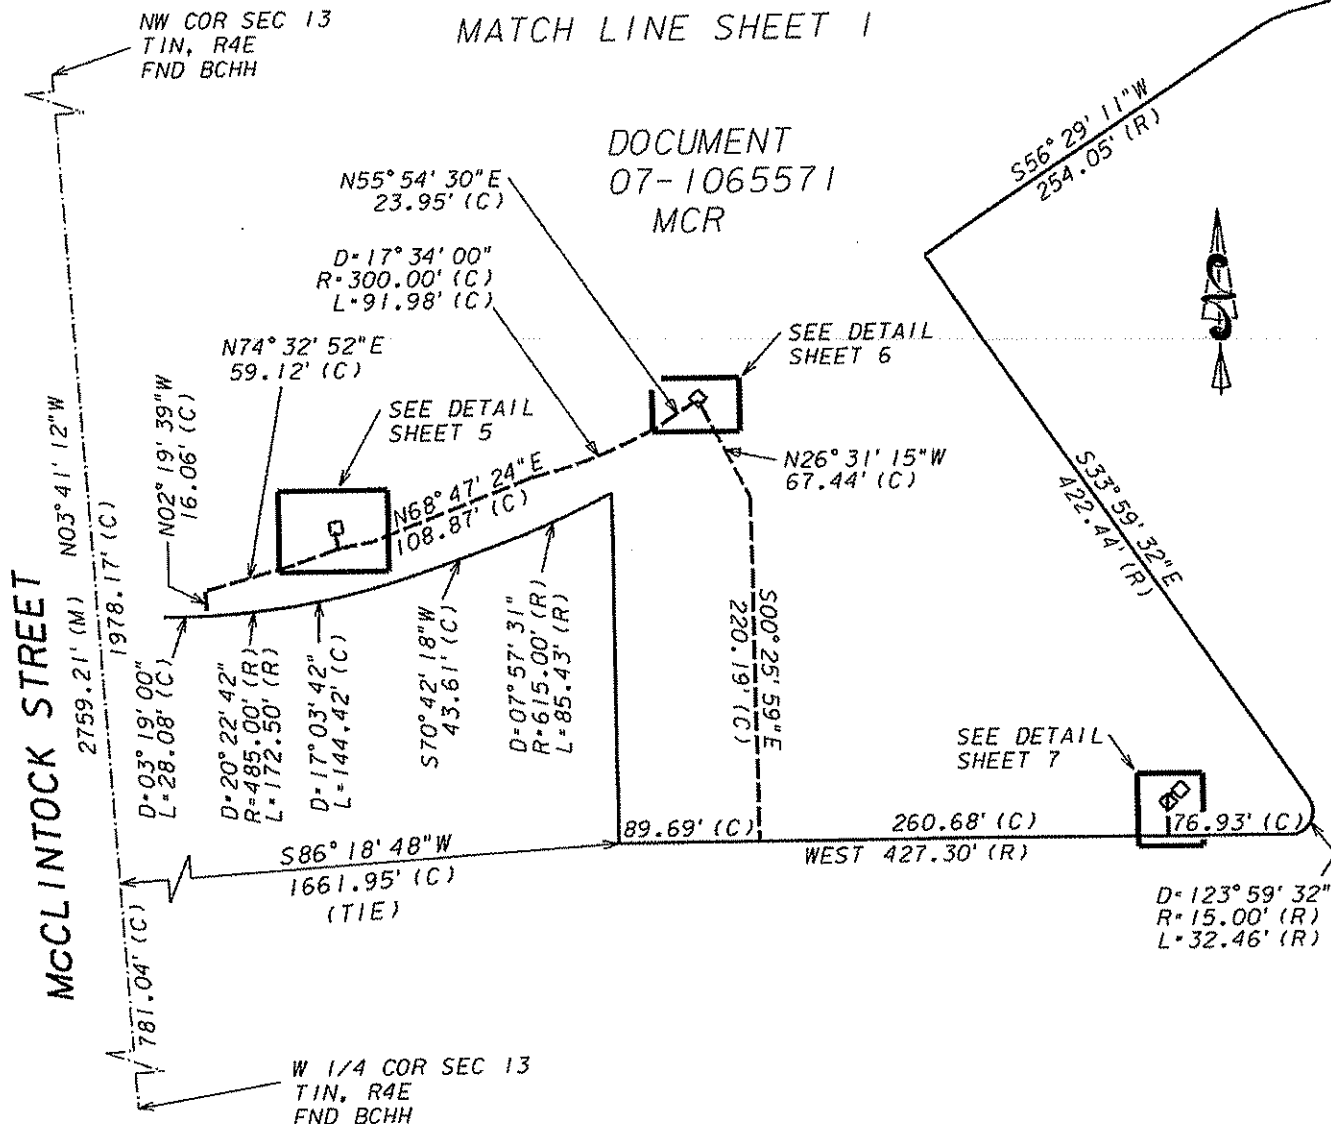 NW COR SEC 13
T1N, R4E
FND BCHH
MATCH LINE SHEET 1
DOCUMENT
07-1065571
MCR
S56°29'11"W
254.05' (R)
N55°54'30"E
23.95' (C)
D=17°34'00"
R=300.00' (C)
L=91.98' (C)
N74°32'52"E
59.12' (C)
SEE DETAIL
SHEET 5
SEE DETAIL
SHEET 6
N02°19'39"W
16.06' (C)
N68°47'24"E
108.87' (C)
N26°31'15"W
67.44' (C)
S33°59'32"E
422.44' (R)
McCLINTOCK STREET
2759.21' (M) N03°41'12"W
1978.17' (C)
D=03°19'00"
L=28.08' (C)
D=20°22'42"
R=485.00' (R)
L=172.50' (R)
D=17°03'42"
L=144.42' (C)
S70°42'18"W
43.61' (C)
D=07°57'31"
R=615.00' (R)
L=85.43' (R)
S00°25'59"E
220.19' (C)
SEE DETAIL
SHEET 7
89.69' (C)
260.68' (C)
76.93' (C)
WEST 427.30' (R)
S86°18'48"W
1661.95' (C)
(TIE)
D=123°59'32"
R=15.00' (R)
L=32.46' (R)
781.04' (C)
W 1/4 COR SEC 13
T1N, R4E
FND BCHH